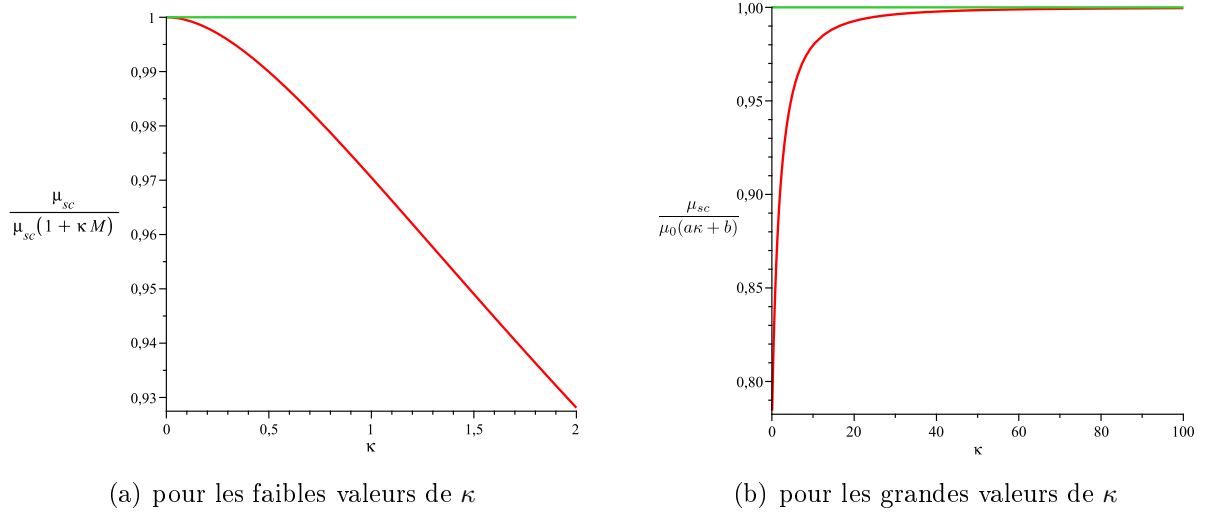 1
0,99
0,98
0,97
0,96
0,95
0,94
0,93
μsc
μsc(1 + κ M)
0 0,5 1 1,5 2
κ
(a) pour les faibles valeurs de κ
1,00
0,95
0,90
0,85
0,80
μsc
μ0(aκ + b)
0 20 40 60 80 100
κ
(b) pour les grandes valeurs de κ